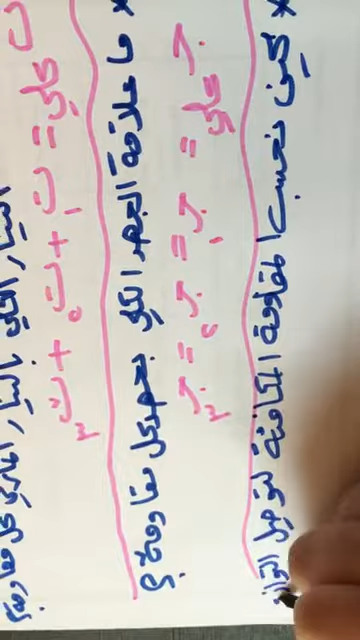 التيار الكلي بالتيار المار في كل مقاومة؟
ت كلي = ت١ + ت٢ + ت٣
* ما علاقة الجهد الكلي بجهد كل مقاومة؟
جـ كلي = جـ١ = جـ٢ = جـ٣
* كيف نحسب المقاومة المكافئة لتوصيل التواز